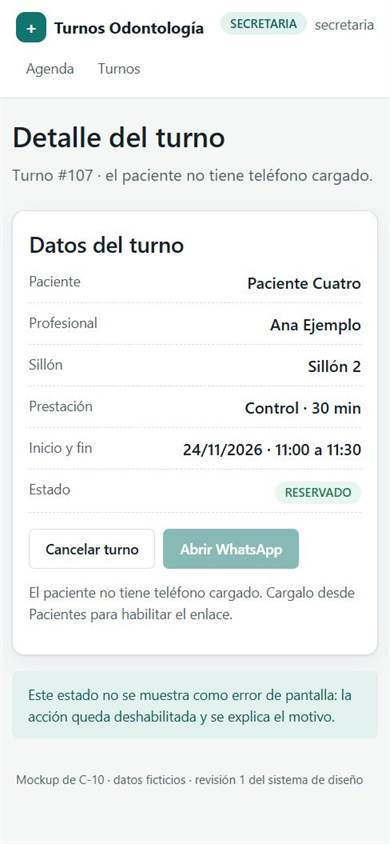 + Turnos Odontología SECRETARIA secretaria
Agenda Turnos
Detalle del turno
Turno #107 · el paciente no tiene teléfono cargado.
Datos del turno
Paciente Paciente Cuatro
Profesional Ana Ejemplo
Sillón Sillón 2
Prestación Control · 30 min
Inicio y fin 24/11/2026 · 11:00 a 11:30
Estado RESERVADO
Cancelar turno Abrir WhatsApp
El paciente no tiene teléfono cargado. Cargalo desde
Pacientes para habilitar el enlace.
Este estado no se muestra como error de pantalla: la
acción queda deshabilitada y se explica el motivo.
Mockup de C-10 · datos ficticios · revisión 1 del sistema de diseño